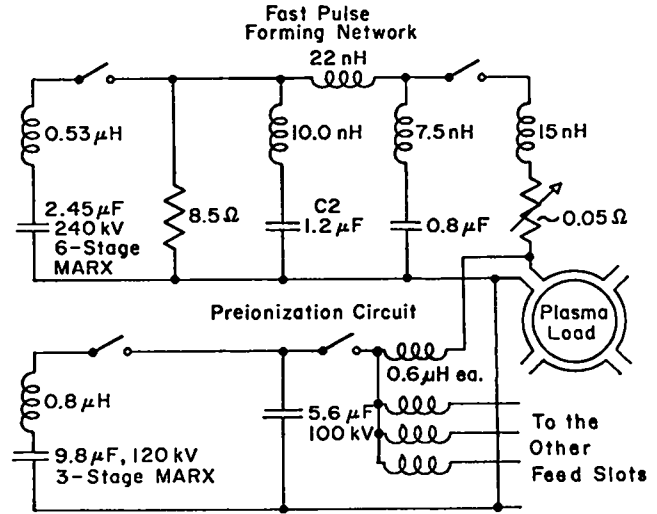 Fast Pulse
Forming Network
22 nH
0.53 μH
10.0 nH
7.5 nH
15 nH
2.45 μF
240 kV
6-Stage
MARX
8.5 Ω
C2
1.2 μF
0.8 μF
0.05 Ω
Preionization Circuit
Plasma
Load
0.6 μH ea.
0.8 μH
5.6 μF
100 kV
9.8 μF, 120 kV
3-Stage MARX
To the
Other
Feed Slots